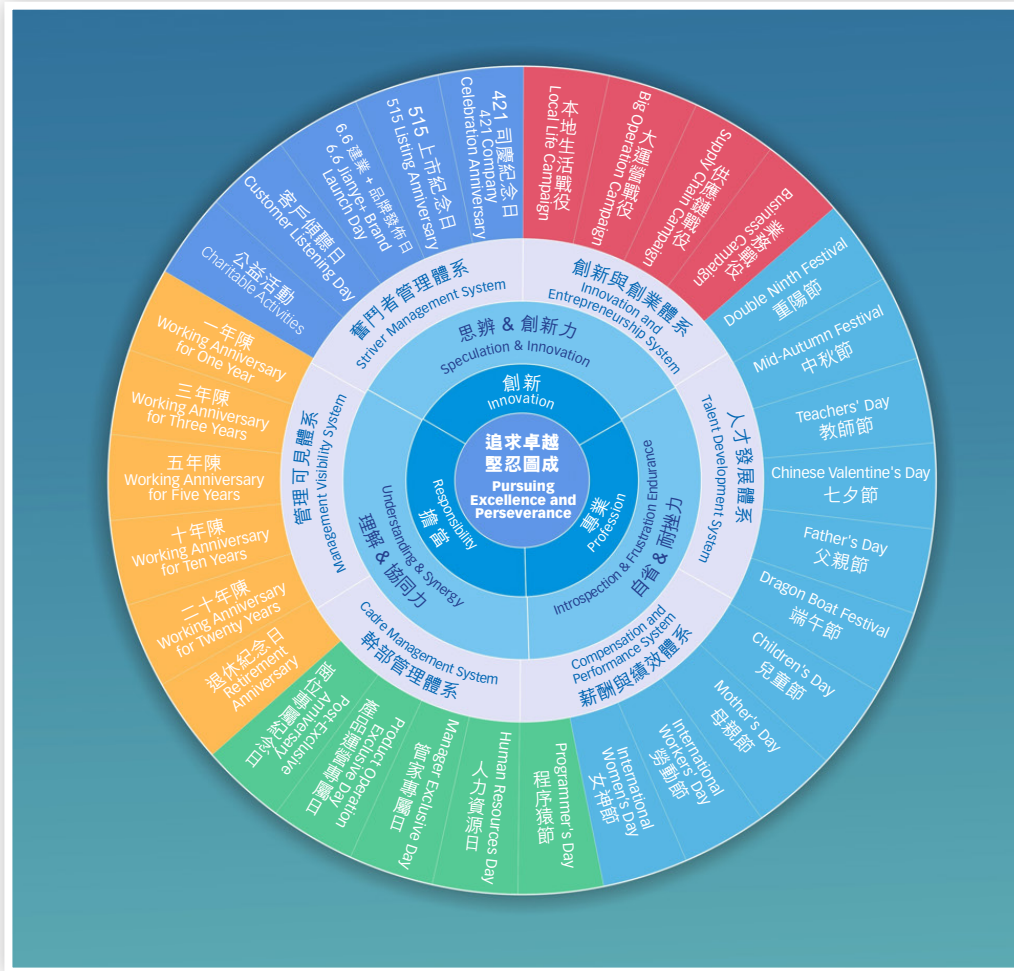 追求卓越
堅忍圖成
Pursuing
Excellence and
Perseverance
創新
Innovation
專業
Profession
Responsibility
擔當
思辨 & 創新力
Speculation & Innovation
Introspection & Frustration Endurance
自省 & 耐挫力
Understanding & Synergy
理解 & 協同力
創新與創業體系
Innovation and
Entrepreneurship System
人才發展體系
Talent Development System
Compensation and
Performance System
薪酬與績效體系
Cadre Management System
幹部管理體系
管理可見體系
Management Visibility System
奮鬥者管理體系
Striver Management System
本地生活戰役
Local Life Campaign
大運營戰役
Big Operation Campaign
供應鏈戰役
Supply Chain Campaign
業務戰役
Business Campaign
Double Ninth Festival
重陽節
Mid-Autumn Festival
中秋節
Teachers' Day
教師節
Chinese Valentine's Day
七夕節
Father's Day
父親節
Dragon Boat Festival
端午節
Children's Day
兒童節
Mother's Day
母親節
International
Workers' Day
勞動節
International
Women's Day
女神節
Programmer's Day
程序猿節
Human Resources Day
人力資源日
Manager Exclusive Day
管家專屬日
Product Operation
Exclusive Day
產品運營專屬日
Post-Exclusive
Anniversary
崗位專屬紀念日
退休紀念日
Retirement
Anniversary
二十年陳
Working Anniversary
for Twenty Years
十年陳
Working Anniversary
for Ten Years
五年陳
Working Anniversary
for Five Years
三年陳
Working Anniversary
for Three Years
一年陳
Working Anniversary
for One Year
公益活動
Charitable Activities
客戶傾聽日
Customer Listening Day
6.6 建業 + 品牌發佈日
6.6 Jianye+ Brand
Launch Day
515 上市紀念日
515 Listing Anniversary
421 司慶紀念日
421 Company
Celebration Anniversary